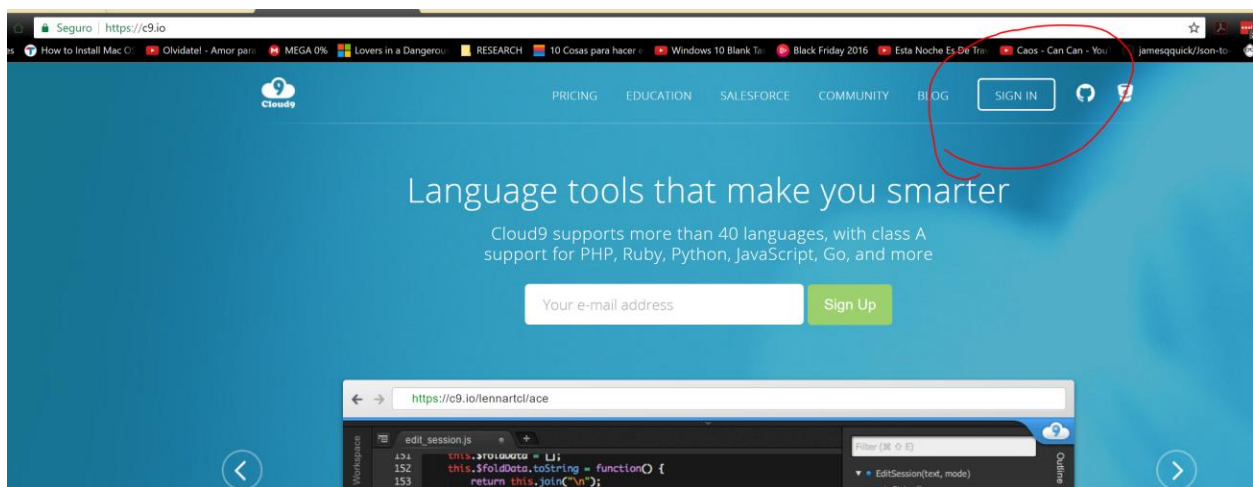 Seguro https://c9.io
How to Install Mac O Olvidate! - Amor para MEGA 0% Lovers in a Dangerou RESEARCH 10 Cosas para hacer e Windows 10 Blank Ta Black Friday 2016 Esta Noche Es De Tra Caos - Can Can - You jamesqquick/Json-to
Cloud9 PRICING EDUCATION SALESFORCE COMMUNITY BLOG SIGN IN
Language tools that make you smarter
Cloud9 supports more than 40 languages, with class A
support for PHP, Ruby, Python, JavaScript, Go, and more
Your e-mail address Sign Up
https://c9.io/lennartcl/ace
Workspace edit_session.js + 9
Filter (⌘ ⇧ E) Outline
151 this.$foldData = [];
152 this.$foldData.toString = function() { EditSession(text, mode)
153 return this.join("\n");